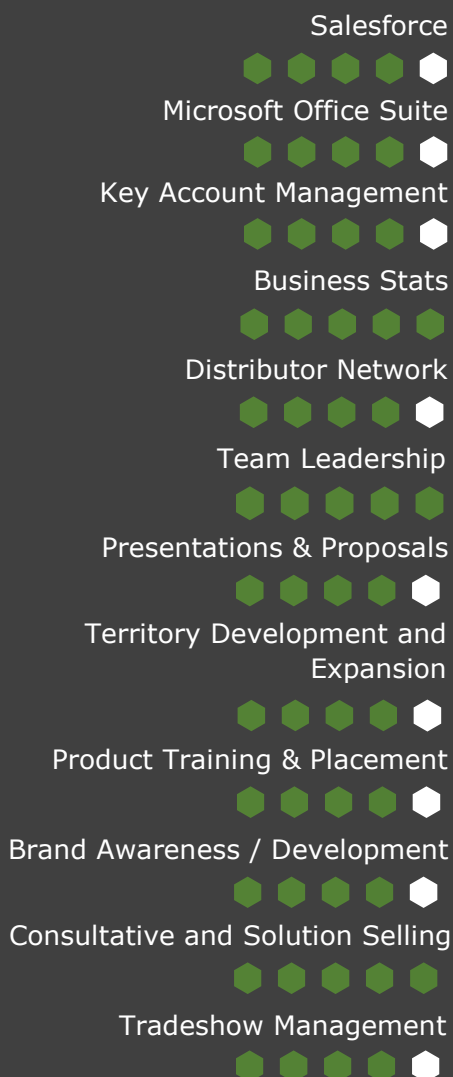 Salesforce
Microsoft Office Suite
Key Account Management
Business Stats
Distributor Network
Team Leadership
Presentations & Proposals
Territory Development and
Expansion
Product Training & Placement
Brand Awareness / Development
Consultative and Solution Selling
Tradeshow Management